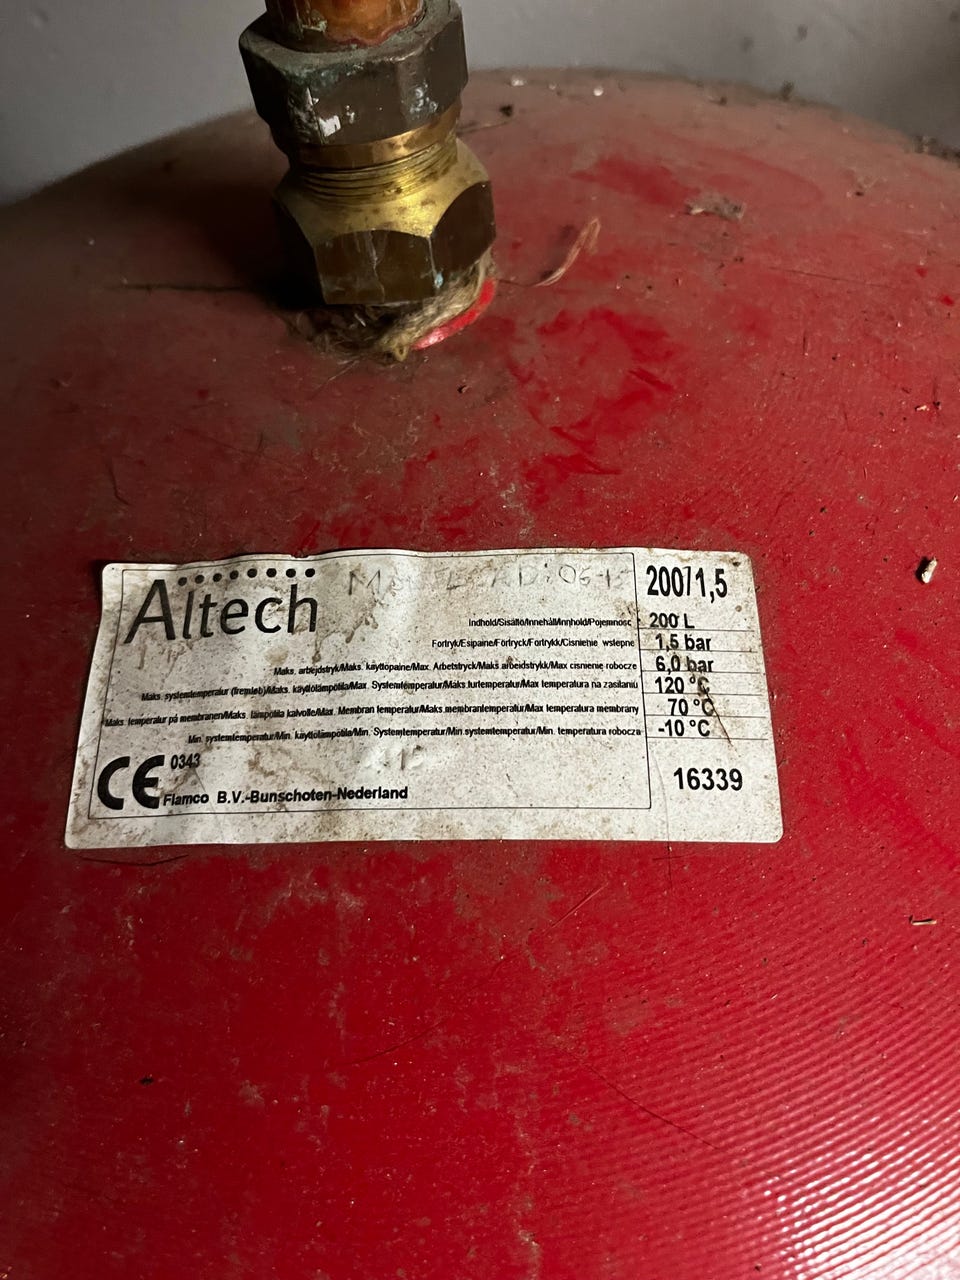 Altech
200/1,5
Indhold/Sisältö/Innehåll/Innhold/Pojemnosc 200 L
Fortryk/Esipaine/Förtryck/Fortrykk/Cisnienie wstepne 1,5 bar
Maks. arbejdstryk/Maks. käyttöpaine/Max. Arbetstryck/Maks arbeidstrykk/Max cisnienie robocze 6,0 bar
Maks. systemtemperatur (fremløb)/Maks. käyttölämpötila/Max. Systemtemperatur/Maks.turtemperatur/Max temperatura na zasilaniu 120 °C
Maks. temperatur på membranen/Maks. lämpötila kalvolle/Max. Membran temperatur/Maks.membrantemperatur/Max temperatura membrany 70 °C
Min. systemtemperatur/Min. käyttölämpötila/Min. Systemtemperatur/Min.systemtemperatur/Min. temperatura robocza -10 °C
CE 0343
Flamco B.V.-Bunschoten-Nederland
16339